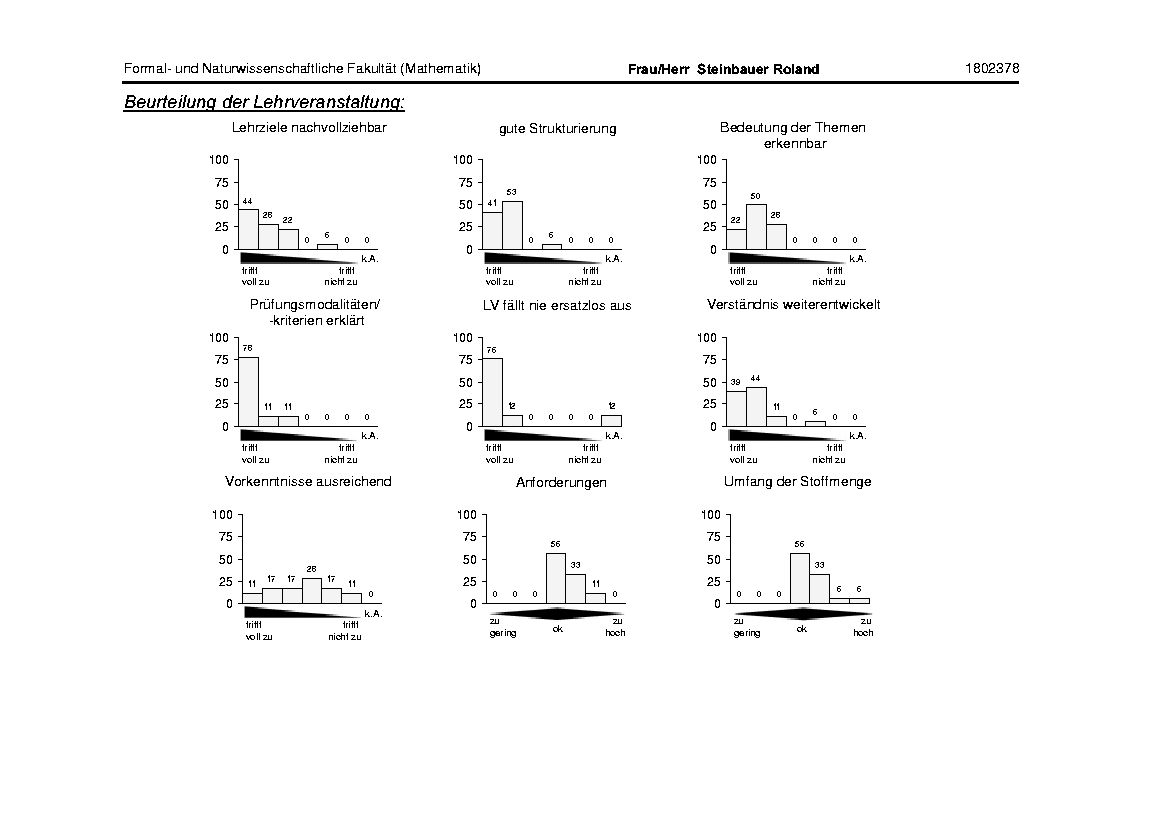 Formal- und Naturwissenschaftliche Fakultät (Mathematik) Frau/Herr Steinbauer Roland 1802378
Beurteilung der Lehrveranstaltung:
Lehrziele nachvollziehbar
100
75
50
25
0
44 28 22 0 6 0 0
k.A.
trifft trifft
voll zu nicht zu
gute Strukturierung
100
75
50
25
0
41 53 0 6 0 0 0
k.A.
trifft trifft
voll zu nicht zu
Bedeutung der Themen
erkennbar
100
75
50
25
0
22 50 28 0 0 0 0
k.A.
trifft trifft
voll zu nicht zu
Prüfungsmodalitäten/
-kriterien erklärt
100
75
50
25
0
78 11 11 0 0 0 0
k.A.
trifft trifft
voll zu nicht zu
LV fällt nie ersatzlos aus
100
75
50
25
0
76 12 0 0 0 0 12
k.A.
trifft trifft
voll zu nicht zu
Verständnis weiterentwickelt
100
75
50
25
0
39 44 11 0 6 0 0
k.A.
trifft trifft
voll zu nicht zu
Vorkenntnisse ausreichend
100
75
50
25
0
11 17 17 28 17 11 0
k.A.
trifft trifft
voll zu nicht zu
Anforderungen
100
75
50
25
0
0 0 0 56 33 11 0
zu zu
gering ok hoch
Umfang der Stoffmenge
100
75
50
25
0
0 0 0 56 33 6 6
zu zu
gering ok hoch